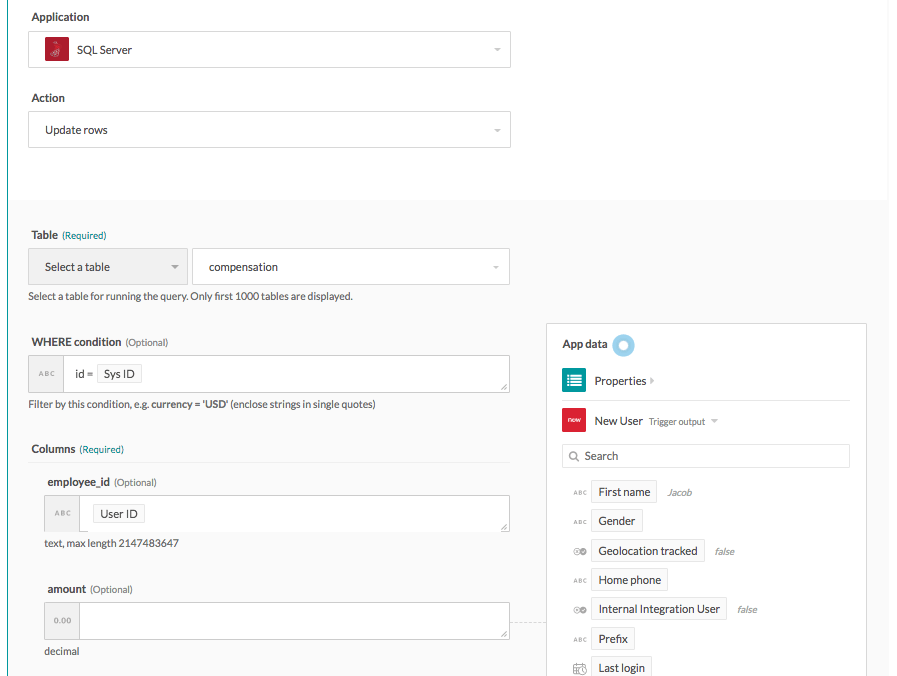 Application
SQL Server
Action
Update rows
Table (Required)
Select a table
compensation
Select a table for running the query. Only first 1000 tables are displayed.
WHERE condition (Optional)
ABC
id = Sys ID
Filter by this condition, e.g. currency = 'USD' (enclose strings in single quotes)
Columns (Required)
employee_id (Optional)
ABC
User ID
text, max length 2147483647
amount (Optional)
0.00
decimal
App data
Properties
now
New User Trigger output
Search
ABC First name Jacob
ABC Gender
Geolocation tracked false
ABC Home phone
Internal Integration User false
ABC Prefix
Last login